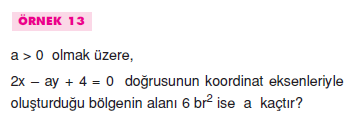 ÖRNEK 13
a > 0 olmak üzere,
2x – ay + 4 = 0 doğrusunun koordinat eksenleriyle
oluşturduğu bölgenin alanı 6 br² ise a kaçtır?